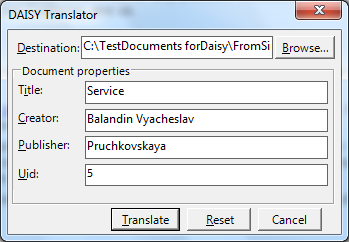 DAISY Translator
Destination: C:\TestDocuments forDaisy\FromSi Browse...
Document properties
Title: Service
Creator: Balandin Vyacheslav
Publisher: Pruchkovskaya
Uid: 5
Translate Reset Cancel